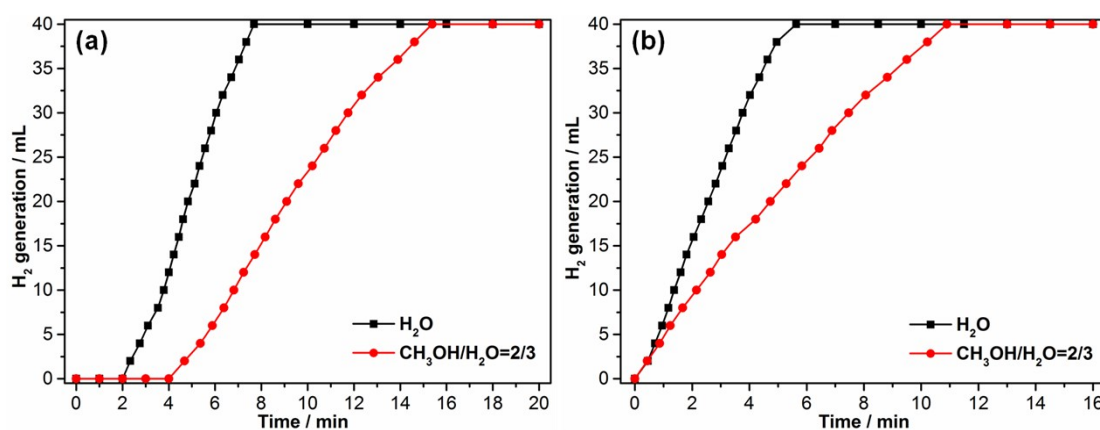 (a)
H₂ generation / mL
40
35
30
25
20
15
10
5
0
0 2 4 6 8 10 12 14 16 18 20
Time / min
H₂O
CH₃OH/H₂O=2/3
(b)
H₂ generation / mL
40
35
30
25
20
15
10
5
0
0 2 4 6 8 10 12 14 16
Time / min
H₂O
CH₃OH/H₂O=2/3